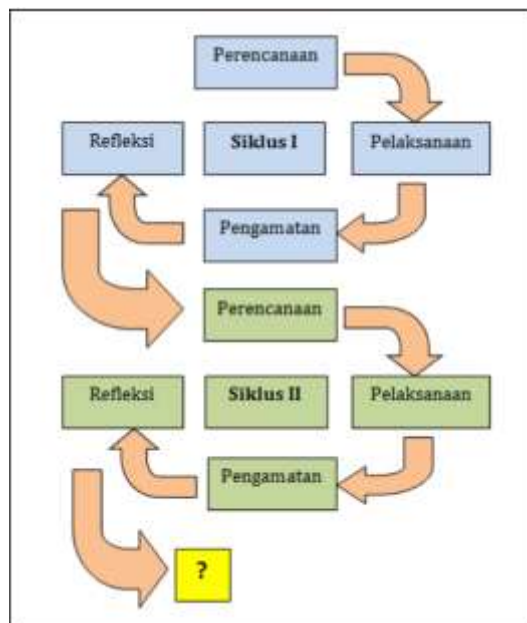 Perencanaan
Refleksi
Siklus I
Pelaksanaan
Pengamatan
Perencanaan
Refleksi
Siklus II
Pelaksanaan
Pengamatan
?